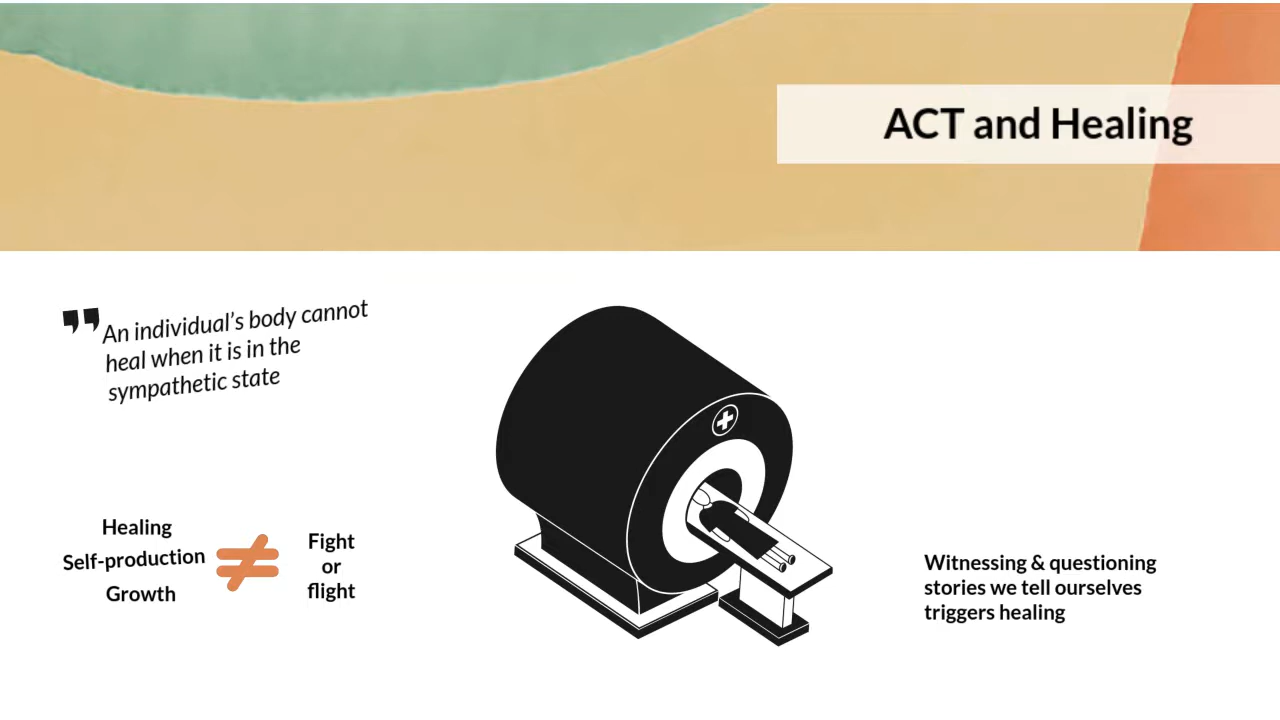 ACT and Healing
❞ An individual’s body cannot
heal when it is in the
sympathetic state
Healing
Self-production
Growth
≠
Fight
or
flight
Witnessing & questioning
stories we tell ourselves
triggers healing